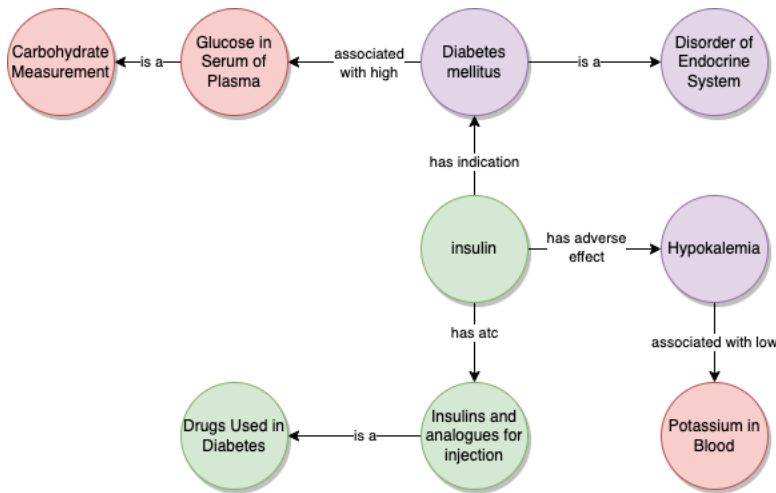 Carbohydrate
Measurement
is a
Glucose in
Serum of
Plasma
associated
with high
Diabetes
mellitus
is a
Disorder of
Endocrine
System
has indication
insulin
has adverse
effect
Hypokalemia
has atc
associated with low
Drugs Used in
Diabetes
is a
Insulins and
analogues for
injection
Potassium in
Blood